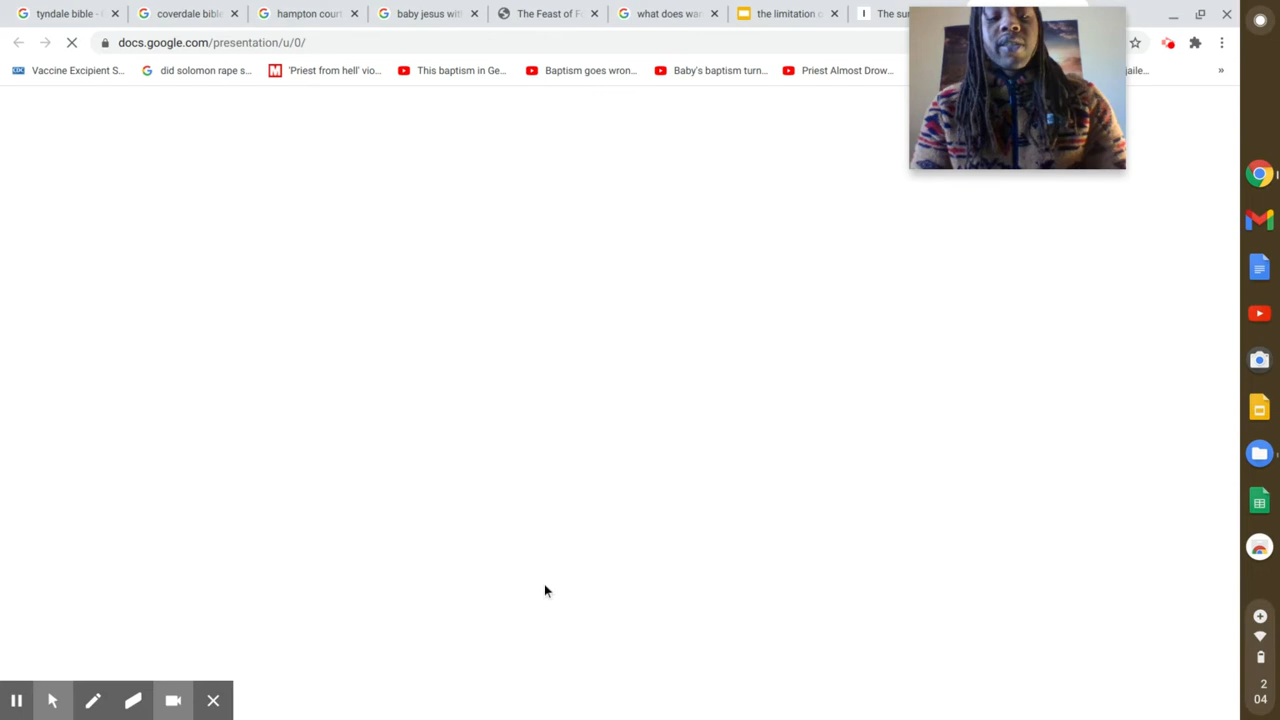 tyndale bible -
coverdale bible
hampton court
baby jesus wit
The Feast of F
what does wa
the limitation o
The su
docs.google.com/presentation/u/0/
Vaccine Excipient S...
did solomon rape s...
'Priest from hell' vio...
This baptism in Ge...
Baptism goes wron...
Baby's baptism turn...
Priest Almost Drow...
aile...
»
2
04